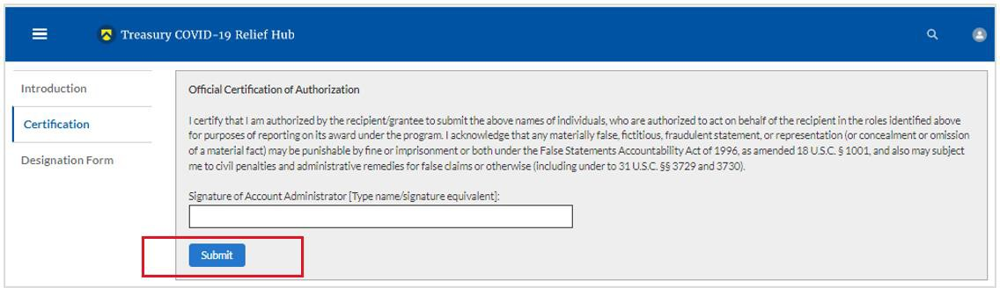 Treasury COVID-19 Relief Hub
Introduction
Certification
Designation Form
Official Certification of Authorization
I certify that I am authorized by the recipient/grantee to submit the above names of individuals, who are authorized to act on behalf of the recipient in the roles identified above
for purposes of reporting on its award under the program. I acknowledge that any materially false, fictitious, fraudulent statement, or representation (or concealment or omission
of a material fact) may be punishable by fine or imprisonment or both under the False Statements Accountability Act of 1996, as amended 18 U.S.C. § 1001, and also may subject
me to civil penalties and administrative remedies for false claims or otherwise (including under to 31 U.S.C. §§ 3729 and 3730).
Signature of Account Administrator [Type name/signature equivalent]:
Submit